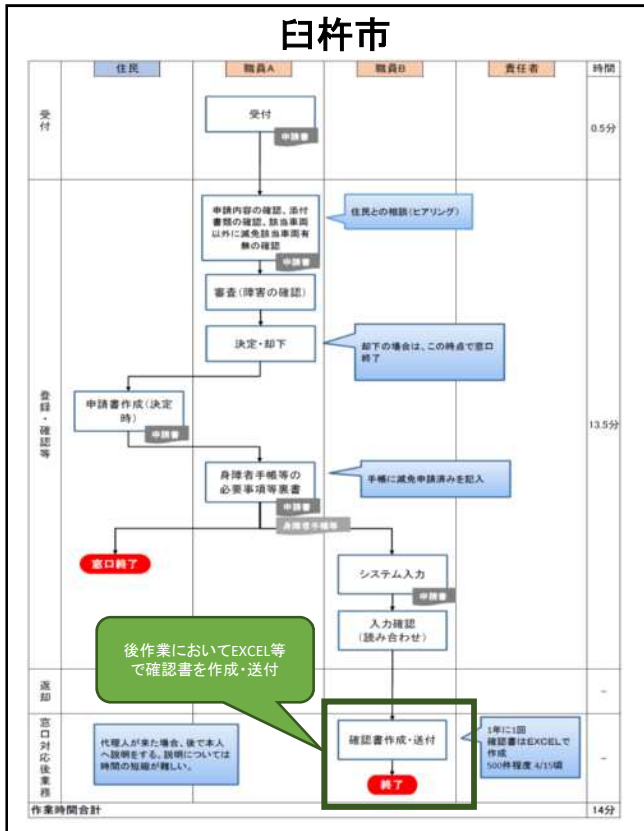 臼杵市
住民
職員A
職員B
責任者
時間
受付
受付
申請書
0.5分
登録・確認等
申請内容の確認、添付
書類の確認、該当車両
以外に減免該当車両有
無の確認
申請書
住民との相談(ヒアリング)
審査(障害の確認)
決定・却下
却下の場合は、この時点で窓口
終了
申請書作成(決定
時)
申請書
13.5分
身障者手帳等の
必要事項等裏書
申請書
身障者手帳等
手帳に減免申請済みを記入
窓口終了
システム入力
申請書
入力確認
(読み合わせ)
後作業においてEXCEL等
で確認書を作成・送付
返却
-
窓口対応後業務
代理人が来た場合、後で本人
へ説明をする。説明については
時間の短縮が難しい。
確認書作成・送付
終了
1年に1回
確認書はEXCELで
作成
500件程度 4/15頃
-
作業時間合計
14分